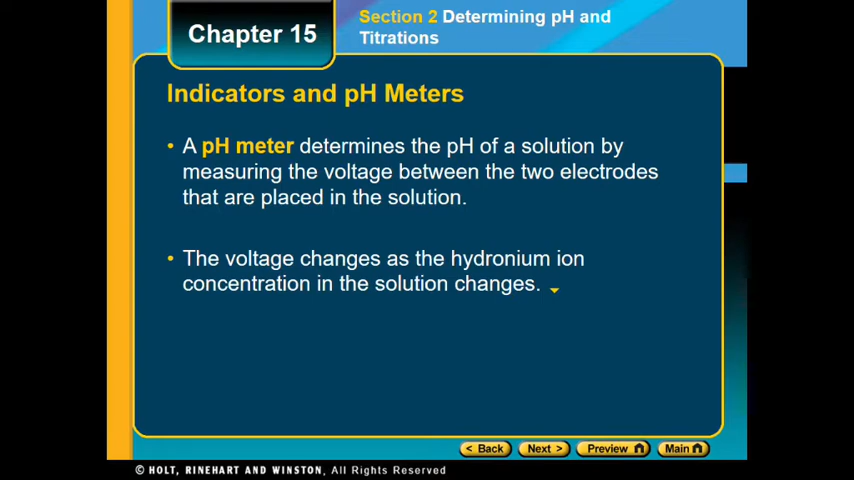 Chapter 15
Section 2 Determining pH and
Titrations
Indicators and pH Meters
• A pH meter determines the pH of a solution by
measuring the voltage between the two electrodes
that are placed in the solution.
• The voltage changes as the hydronium ion
concentration in the solution changes.
< Back
Next >
Preview
Main
© HOLT, RINEHART AND WINSTON, All Rights Reserved